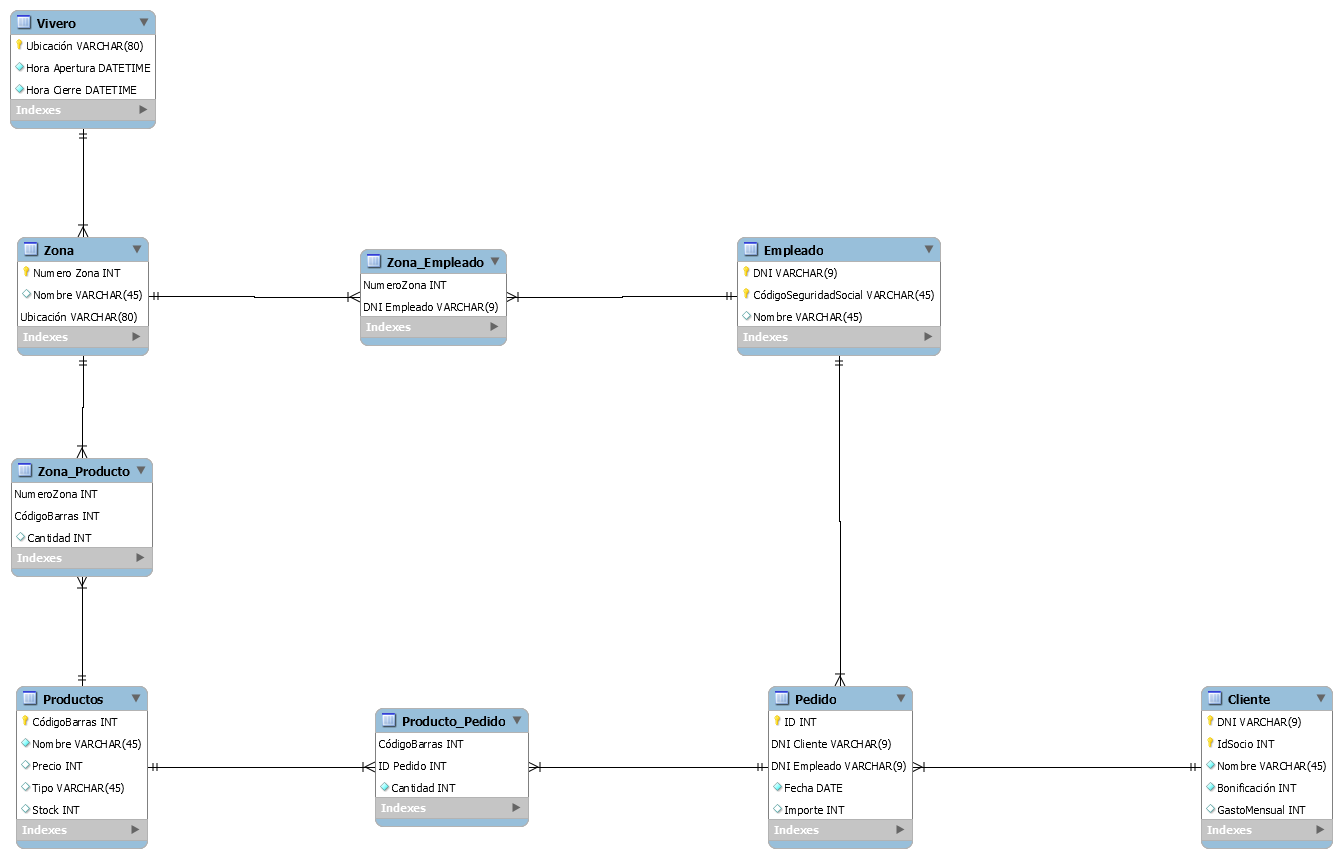 Vivero
Ubicación VARCHAR(80)
Hora Apertura DATETIME
Hora Cierre DATETIME
Indexes
Zona
Numero Zona INT
Nombre VARCHAR(45)
Ubicación VARCHAR(80)
Indexes
Zona_Empleado
NumeroZona INT
DNI Empleado VARCHAR(9)
Indexes
Empleado
DNI VARCHAR(9)
CódigoSeguridadSocial VARCHAR(45)
Nombre VARCHAR(45)
Indexes
Zona_Producto
NumeroZona INT
CódigoBarras INT
Cantidad INT
Indexes
Productos
CódigoBarras INT
Nombre VARCHAR(45)
Precio INT
Tipo VARCHAR(45)
Stock INT
Indexes
Producto_Pedido
CódigoBarras INT
ID Pedido INT
Cantidad INT
Indexes
Pedido
ID INT
DNI Cliente VARCHAR(9)
DNI Empleado VARCHAR(9)
Fecha DATE
Importe INT
Indexes
Cliente
DNI VARCHAR(9)
IdSocio INT
Nombre VARCHAR(45)
Bonificación INT
GastoMensual INT
Indexes